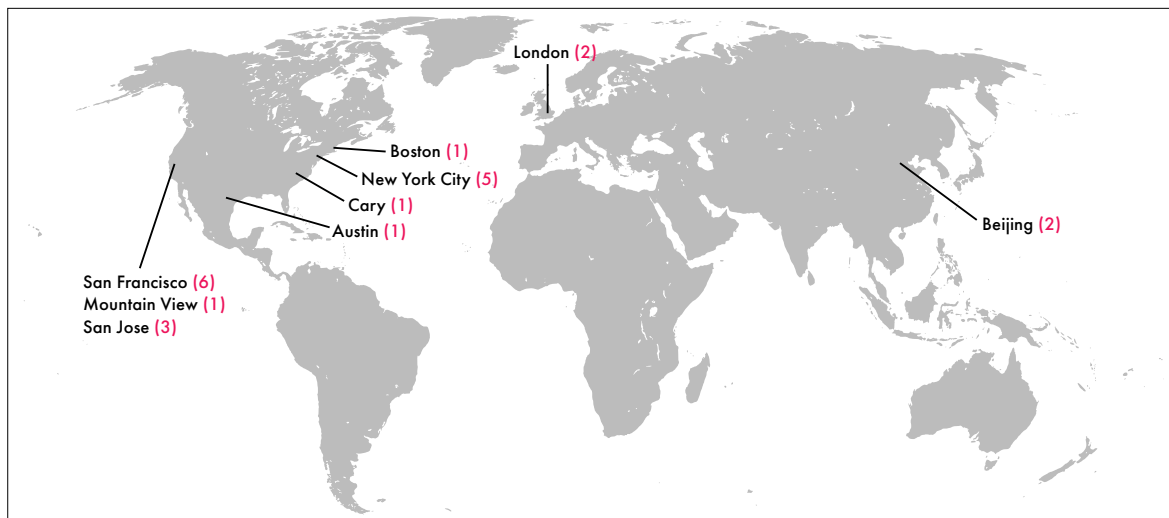 London (2)
Boston (1)
New York City (5)
Cary (1)
Austin (1)
Beijing (2)
San Francisco (6)
Mountain View (1)
San Jose (3)